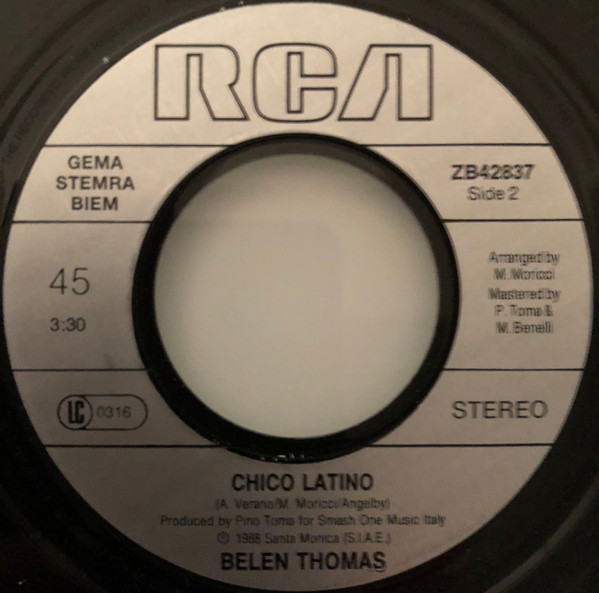 RCA
GEMA
STEMRA
BIEM
ZB42837
Side 2
45
3:30
Arranged by
M. Moricci
Mastered by
P. Toma &
M. Benelli
LC 0316
STEREO
CHICO LATINO
(A. Verano/M. Moricci/Angelby)
Produced by Pino Toma for Smash One Music Italy
℗ 1988 Santa Monica (S.I.A.E.)
BELEN THOMAS